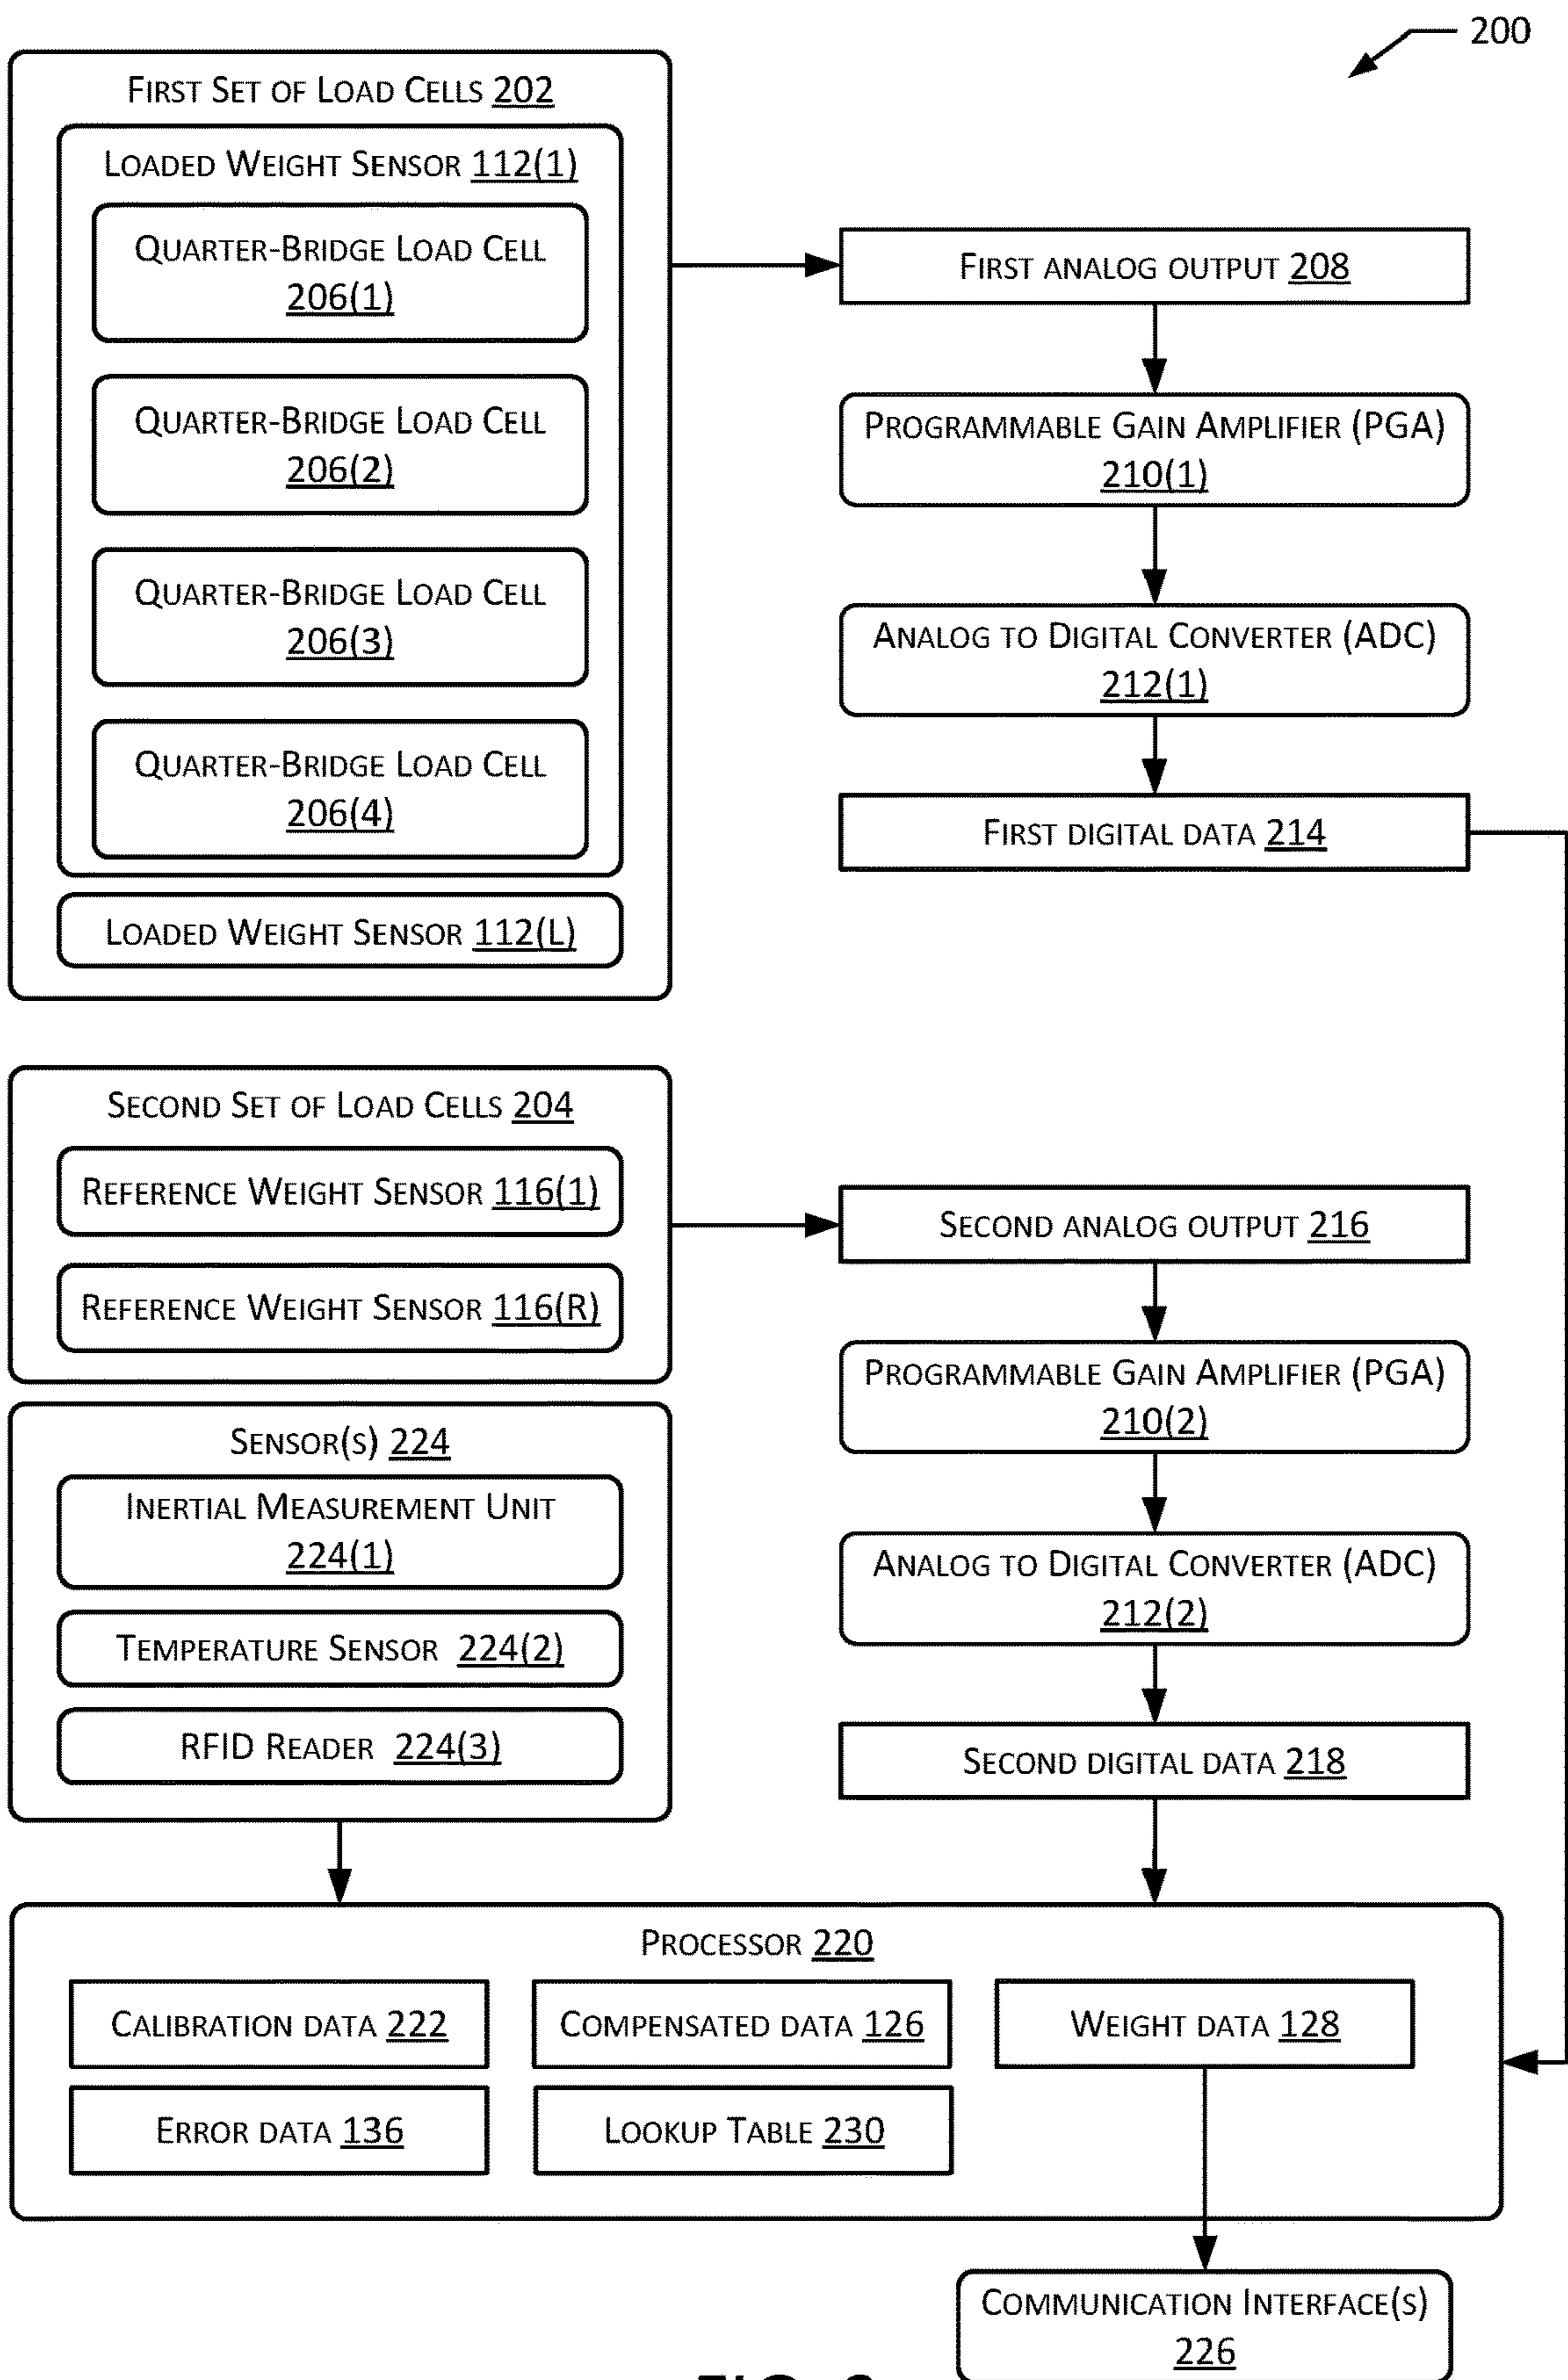 200
FIRST SET OF LOAD CELLS 202
LOADED WEIGHT SENSOR 112(1)
QUARTER-BRIDGE LOAD CELL
206(1)
QUARTER-BRIDGE LOAD CELL
206(2)
QUARTER-BRIDGE LOAD CELL
206(3)
QUARTER-BRIDGE LOAD CELL
206(4)
LOADED WEIGHT SENSOR 112(L)
FIRST ANALOG OUTPUT 208
PROGRAMMABLE GAIN AMPLIFIER (PGA)
210(1)
ANALOG TO DIGITAL CONVERTER (ADC)
212(1)
FIRST DIGITAL DATA 214
SECOND SET OF LOAD CELLS 204
REFERENCE WEIGHT SENSOR 116(1)
REFERENCE WEIGHT SENSOR 116(R)
SECOND ANALOG OUTPUT 216
PROGRAMMABLE GAIN AMPLIFIER (PGA)
210(2)
ANALOG TO DIGITAL CONVERTER (ADC)
212(2)
SECOND DIGITAL DATA 218
SENSOR(S) 224
INERTIAL MEASUREMENT UNIT
224(1)
TEMPERATURE SENSOR 224(2)
RFID READER 224(3)
PROCESSOR 220
CALIBRATION DATA 222
COMPENSATED DATA 126
WEIGHT DATA 128
ERROR DATA 136
LOOKUP TABLE 230
COMMUNICATION INTERFACE(S)
226